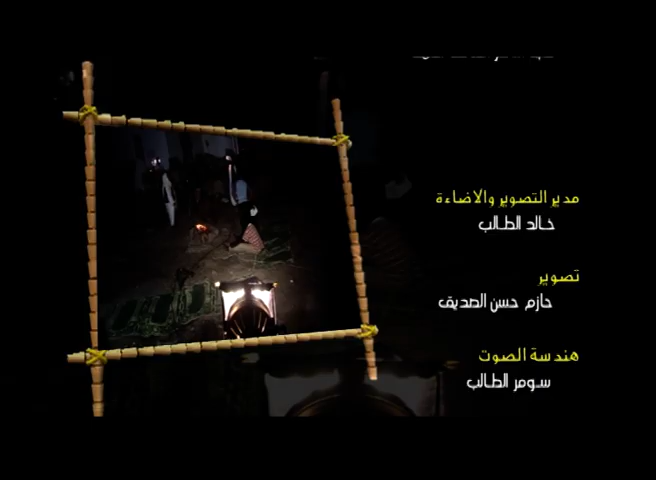 مدير التصوير والاضاءة
خالد الطالب
تصوير
حازم حسن الصديق
هندسة الصوت
سومر الطالب